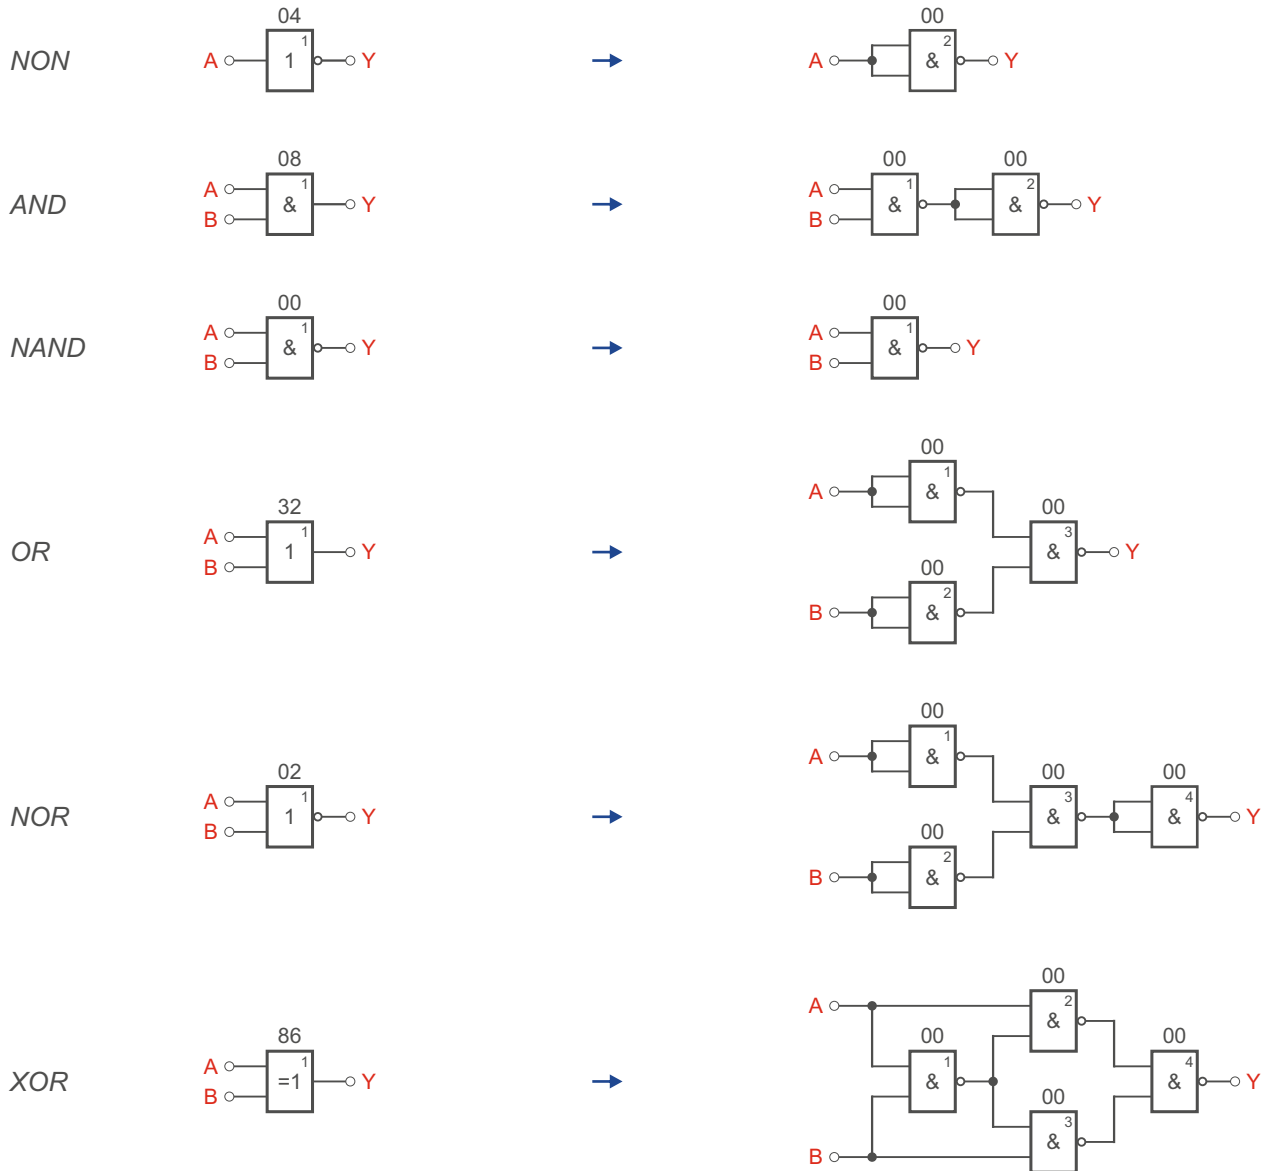 04 00
NON A 1 1 Y A & 2 Y
08 00 00
AND A B & 1 Y A B & 1 & 2 Y
00 00
NAND A B & 1 Y A B & 1 Y
00
A & 1
32 00
OR A B 1 1 Y & 3 Y
00
B & 2
00
A & 1
02 00 00
NOR A B 1 1 Y & 3 & 4 Y
00
B & 2
00
A & 2
86 00 00
XOR A B =1 1 Y & 1 & 4 Y
00
& 3
B